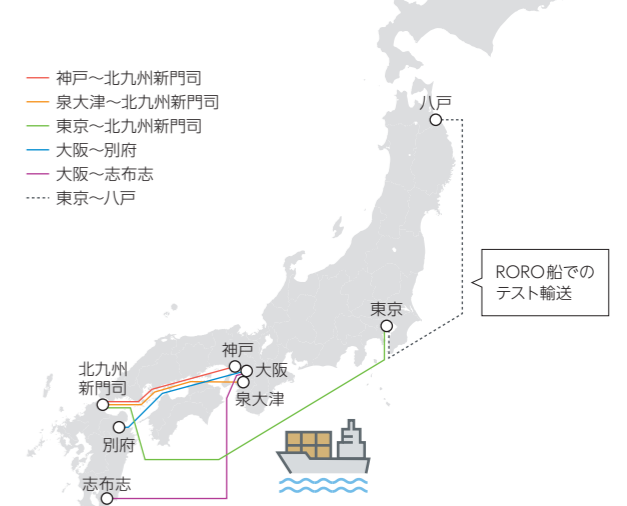 神戸～北九州新門司
泉大津～北九州新門司
東京～北九州新門司
大阪～別府
大阪～志布志
東京～八戸
八戸
RORO船での
テスト輸送
東京
神戸
大阪
泉大津
北九州
新門司
別府
志布志